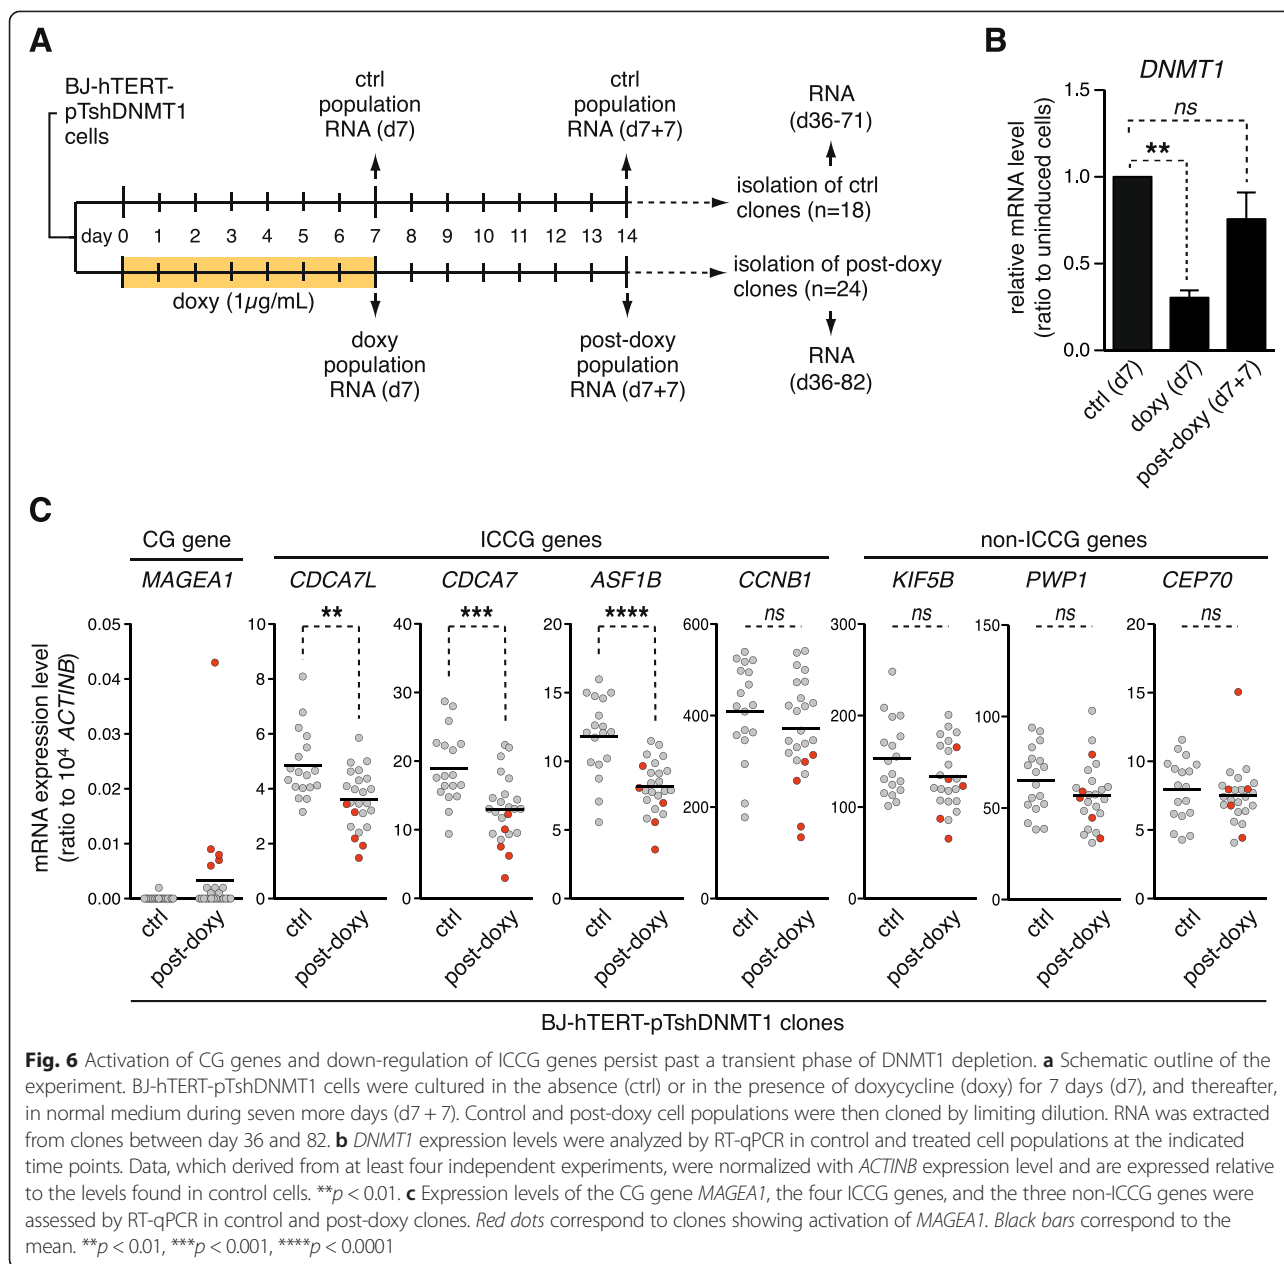 A
BJ-hTERT-
pTshDNMT1
cells
ctrl
population
RNA (d7)
ctrl
population
RNA (d7+7)
RNA
(d36-71)
isolation of ctrl
clones (n=18)
day 0 1 2 3 4 5 6 7 8 9 10 11 12 13 14
doxy (1µg/mL)
isolation of post-doxy
clones (n=24)
doxy
population
RNA (d7)
post-doxy
population
RNA (d7+7)
RNA
(d36-82)
B
DNMT1
relative mRNA level
(ratio to uninduced cells)
1.5
1.0
0.5
0.0
ns
**
ctrl (d7)
doxy (d7)
post-doxy (d7+7)
C
CG gene
ICCG genes
non-ICCG genes
MAGEA1
CDCA7L
CDCA7
ASF1B
CCNB1
KIF5B
PWP1
CEP70
mRNA expression level
(ratio to 10⁴ ACTINB)
0.05
0.04
0.03
0.02
0.01
0.00
ctrl
post-doxy
10
8
6
4
2
0
**
ctrl
post-doxy
40
30
20
10
0
***
ctrl
post-doxy
20
15
10
5
0
****
ctrl
post-doxy
600
400
200
0
ns
ctrl
post-doxy
300
200
100
0
ns
ctrl
post-doxy
150
100
50
0
ns
ctrl
post-doxy
20
15
10
5
0
ns
ctrl
post-doxy
BJ-hTERT-pTshDNMT1 clones
Fig. 6 Activation of CG genes and down-regulation of ICCG genes persist past a transient phase of DNMT1 depletion. a Schematic outline of the
experiment. BJ-hTERT-pTshDNMT1 cells were cultured in the absence (ctrl) or in the presence of doxycycline (doxy) for 7 days (d7), and thereafter,
in normal medium during seven more days (d7 + 7). Control and post-doxy cell populations were then cloned by limiting dilution. RNA was extracted
from clones between day 36 and 82. b DNMT1 expression levels were analyzed by RT-qPCR in control and treated cell populations at the indicated
time points. Data, which derived from at least four independent experiments, were normalized with ACTINB expression level and are expressed relative
to the levels found in control cells. **p < 0.01. c Expression levels of the CG gene MAGEA1, the four ICCG genes, and the three non-ICCG genes were
assessed by RT-qPCR in control and post-doxy clones. Red dots correspond to clones showing activation of MAGEA1. Black bars correspond to the
mean. **p < 0.01, ***p < 0.001, ****p < 0.0001